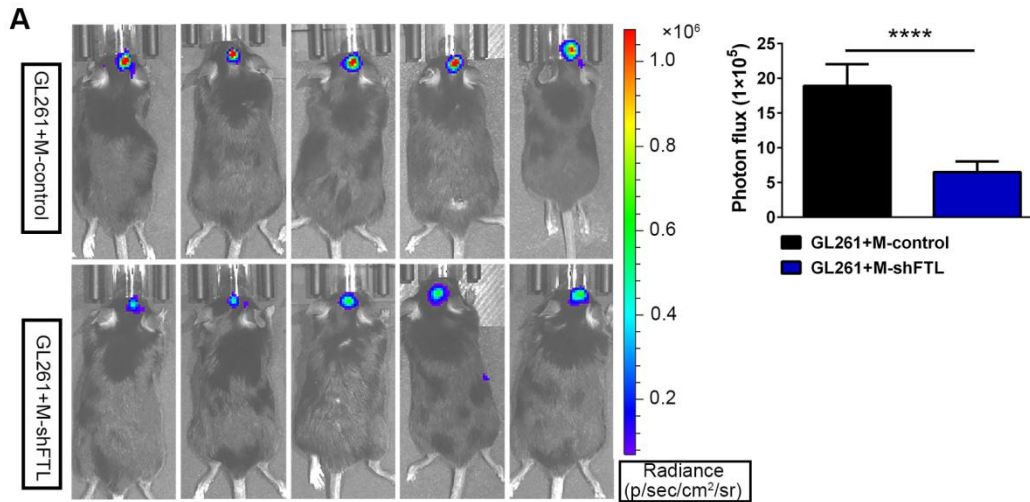 A
GL261+M-control
GL261+M-shFTL
×10⁶
1.0
0.8
0.6
0.4
0.2
Radiance
(p/sec/cm²/sr)
Photon flux (1×10⁵)
25
20
15
10
5
0
****
GL261+M-control
GL261+M-shFTL